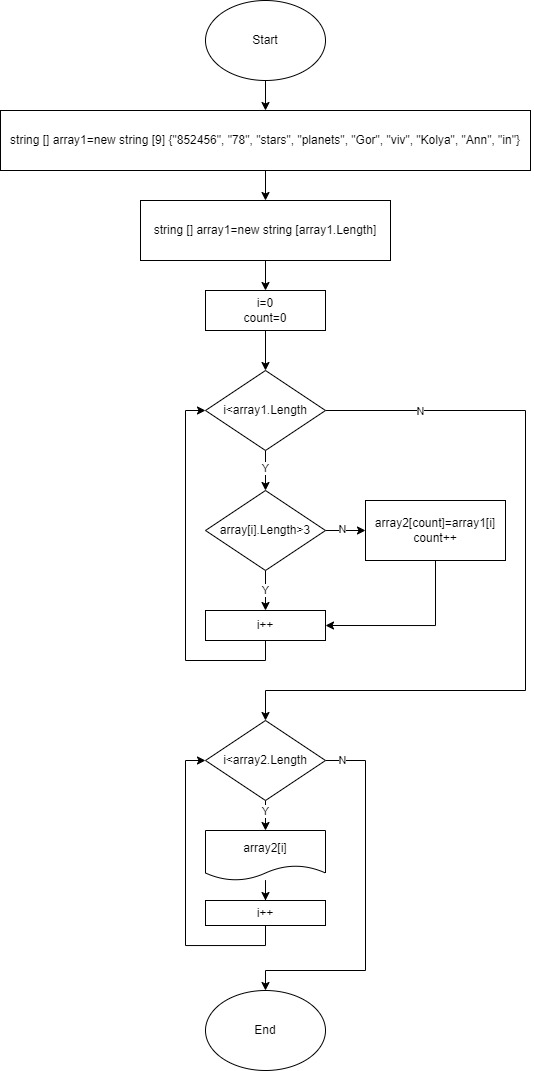 Start
string [] array1=new string [9] {"852456", "78", "stars", "planets", "Gor", "viv", "Kolya", "Ann", "in"}
string [] array1=new string [array1.Length]
i=0
count=0
i<array1.Length
N
Y
array[i].Length>3
N
array2[count]=array1[i]
count++
Y
i++
i<array2.Length
N
Y
array2[i]
i++
End